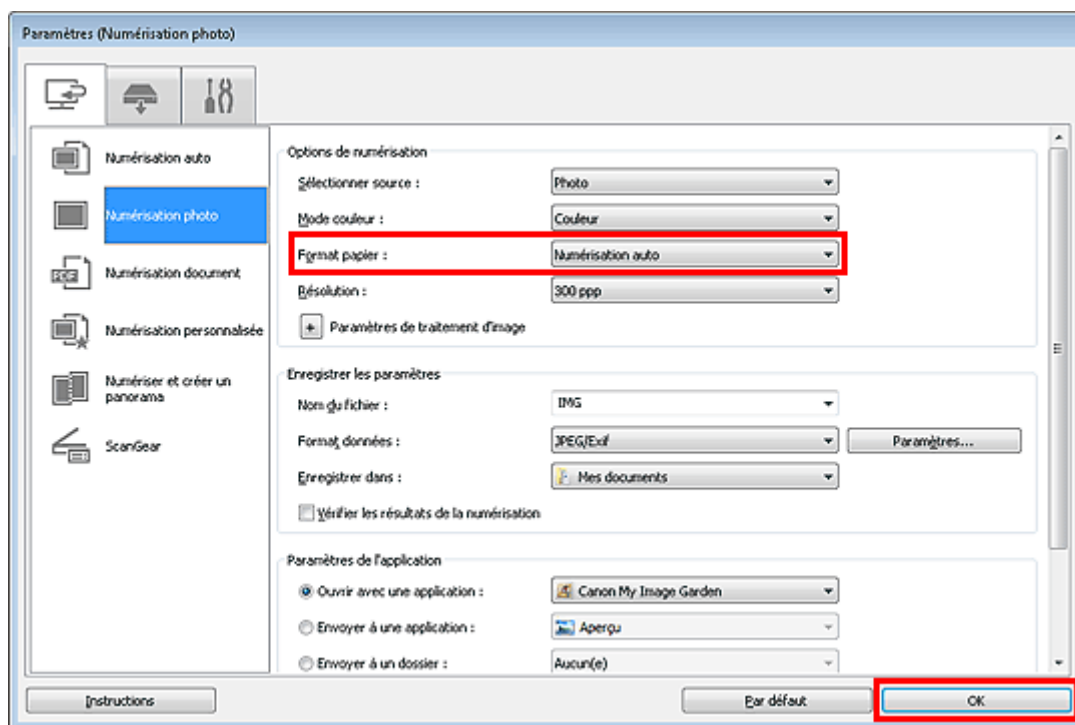 Paramètres (Numérisation photo)
Numérisation auto
Numérisation photo
PDF
Numérisation document
Numérisation personnalisée
Numériser et créer un
panorama
ScanGear
Options de numérisation
Sélectionner source : Photo
Mode couleur : Couleur
Format papier : Numérisation auto
Résolution : 300 ppp
+ Paramètres de traitement d'image
Enregistrer les paramètres
Nom du fichier : IMG
Format données : JPEG/Exif Paramètres...
Enregistrer dans : Mes documents
Vérifier les résultats de la numérisation
Paramètres de l'application
Ouvrir avec une application : Canon My Image Garden
Envoyer à une application : Aperçu
Envoyer à un dossier : Aucun(e)
Instructions Par défaut OK